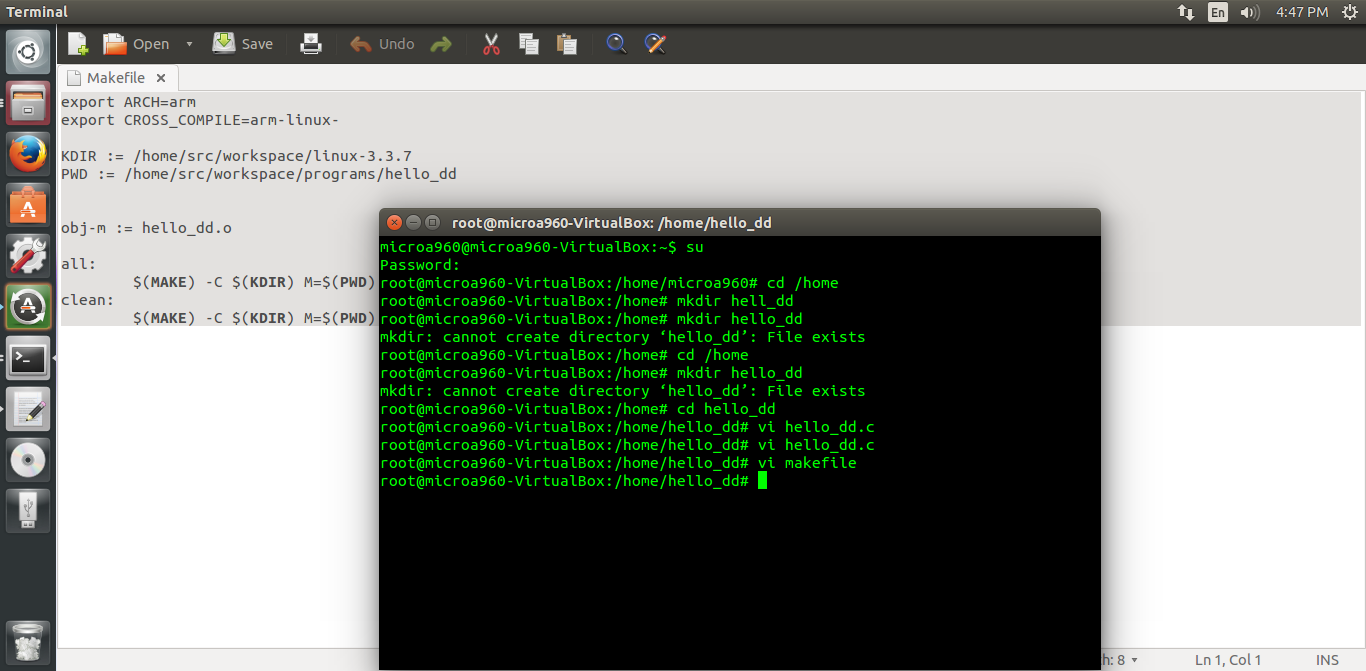 Terminal
En
4:47 PM
Open
Save
Undo
Makefile
export ARCH=arm
export CROSS_COMPILE=arm-linux-
KDIR := /home/src/workspace/linux-3.3.7
PWD := /home/src/workspace/programs/hello_dd
obj-m := hello_dd.o
all:
$(MAKE) -C $(KDIR) M=$(PWD)
clean:
$(MAKE) -C $(KDIR) M=$(PWD)
root@microa960-VirtualBox: /home/hello_dd
microa960@microa960-VirtualBox:~$ su
Password:
root@microa960-VirtualBox:/home/microa960# cd /home
root@microa960-VirtualBox:/home# mkdir hell_dd
root@microa960-VirtualBox:/home# mkdir hello_dd
mkdir: cannot create directory ‘hello_dd’: File exists
root@microa960-VirtualBox:/home# cd /home
root@microa960-VirtualBox:/home# mkdir hello_dd
mkdir: cannot create directory ‘hello_dd’: File exists
root@microa960-VirtualBox:/home# cd hello_dd
root@microa960-VirtualBox:/home/hello_dd# vi hello_dd.c
root@microa960-VirtualBox:/home/hello_dd# vi hello_dd.c
root@microa960-VirtualBox:/home/hello_dd# vi makefile
root@microa960-VirtualBox:/home/hello_dd#
h: 8
Ln 1, Col 1
INS